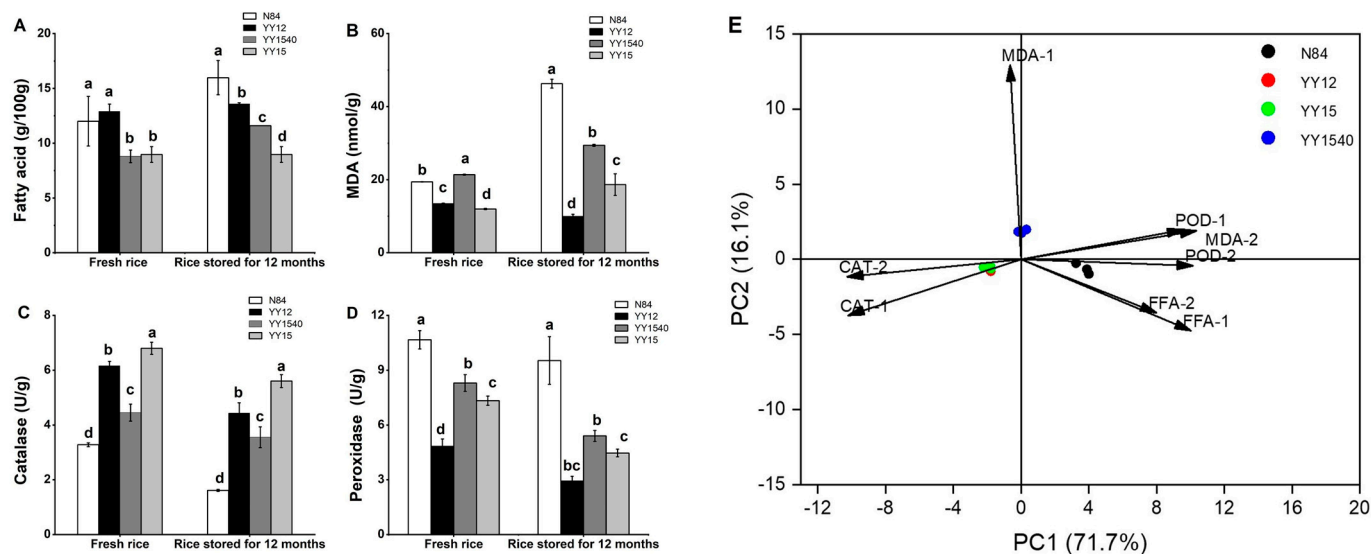 A
N84
YY12
YY1540
YY15
Fatty acid (g/100g)
20
15
10
5
0
a
a
b
b
a
b
c
d
Fresh rice
Rice stored for 12 months
B
N84
YY12
YY1540
YY15
MDA (nmol/g)
60
40
20
0
b
c
a
d
a
d
b
c
Fresh rice
Rice stored for 12 months
C
N84
YY12
YY1540
YY15
Catalase (U/g)
8
6
4
2
0
d
b
c
a
d
b
c
a
Fresh rice
Rice stored for 12 months
D
N84
YY12
YY1540
YY15
Peroxidase (U/g)
12
9
6
3
0
a
d
b
c
a
bc
b
c
Fresh rice
Rice stored for 12 months
E
N84
YY12
YY15
YY1540
PC2 (16.1%)
15
10
5
0
-5
-10
-15
MDA-1
POD-1
MDA-2
POD-2
FFA-2
FFA-1
CAT-2
CAT-1
-12 -8 -4 0 4 8 12 16 20
PC1 (71.7%)